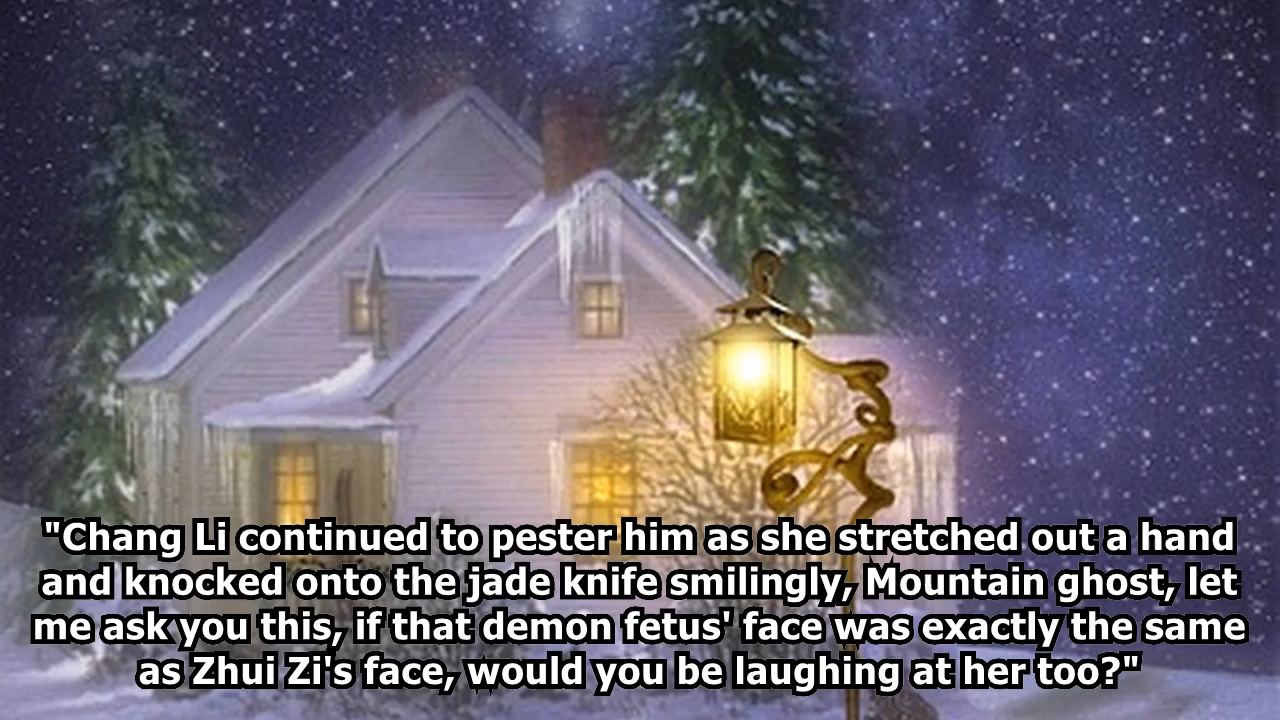 "Chang Li continued to pester him as she stretched out a hand
and knocked onto the jade knife smilingly, Mountain ghost, let
me ask you this, if that demon fetus' face was exactly the same
as Zhui Zi's face, would you be laughing at her too?"